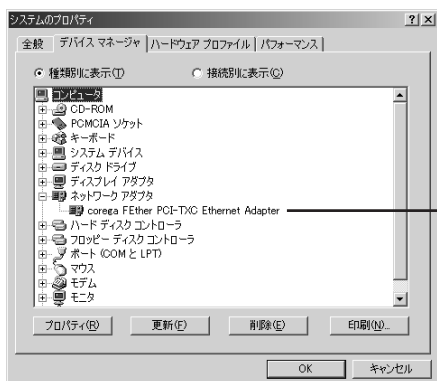 システムのプロパティ
全般 デバイス マネージャ ハードウェア プロファイル パフォーマンス
種類別に表示(T) 接続別に表示(C)
コンピュータ
CD-ROM
PCMCIA ソケット
キーボード
システム デバイス
ディスク ドライブ
ディスプレイ アダプタ
ネットワーク アダプタ
corega FEther PCI-TXC Ethernet Adapter
ハード ディスク コントローラ
フロッピー ディスク コントローラ
ポート (COM と LPT)
マウス
モデム
モニタ
プロパティ(R) 更新(F) 削除(E) 印刷(N)...
OK キャンセル